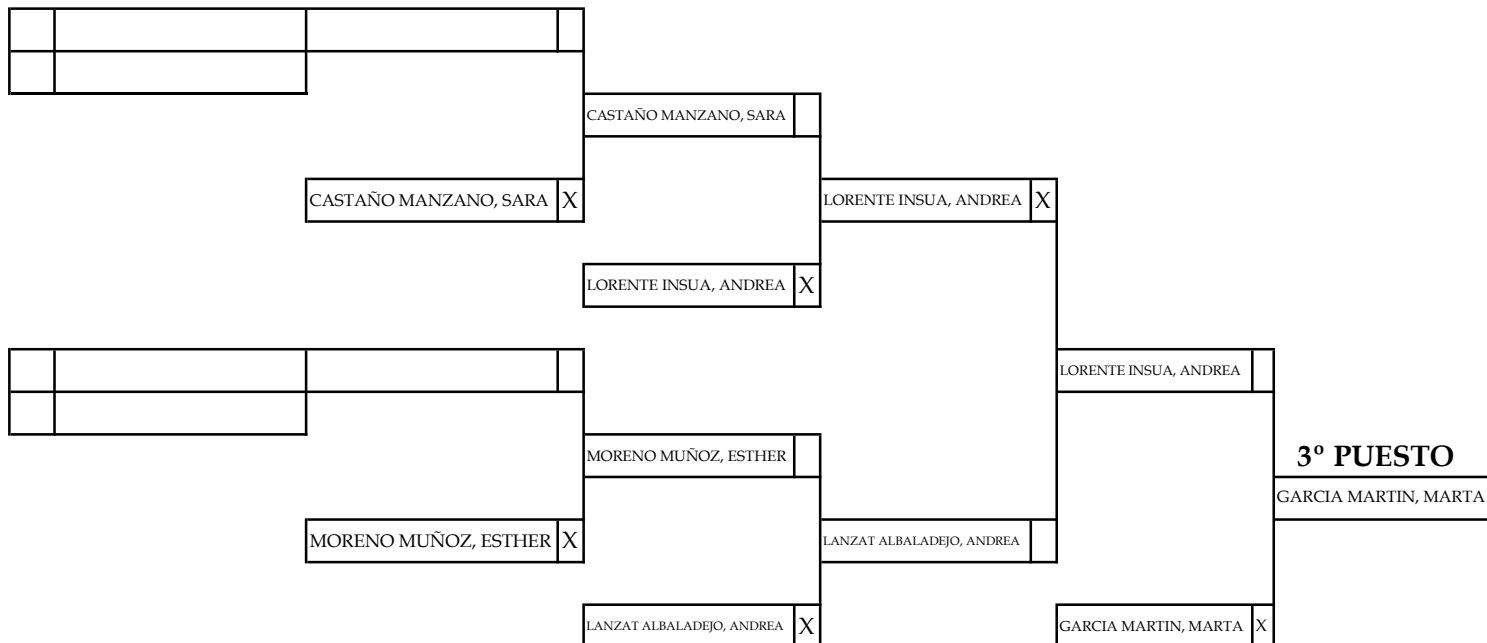 CASTAÑO MANZANO, SARA
CASTAÑO MANZANO, SARA X
LORENTE INSUA, ANDREA X
LORENTE INSUA, ANDREA X
LORENTE INSUA, ANDREA
MORENO MUÑOZ, ESTHER
3º PUESTO
GARCIA MARTIN, MARTA
MORENO MUÑOZ, ESTHER X
LANZAT ALBALADEJO, ANDREA
LANZAT ALBALADEJO, ANDREA X
GARCIA MARTIN, MARTA X